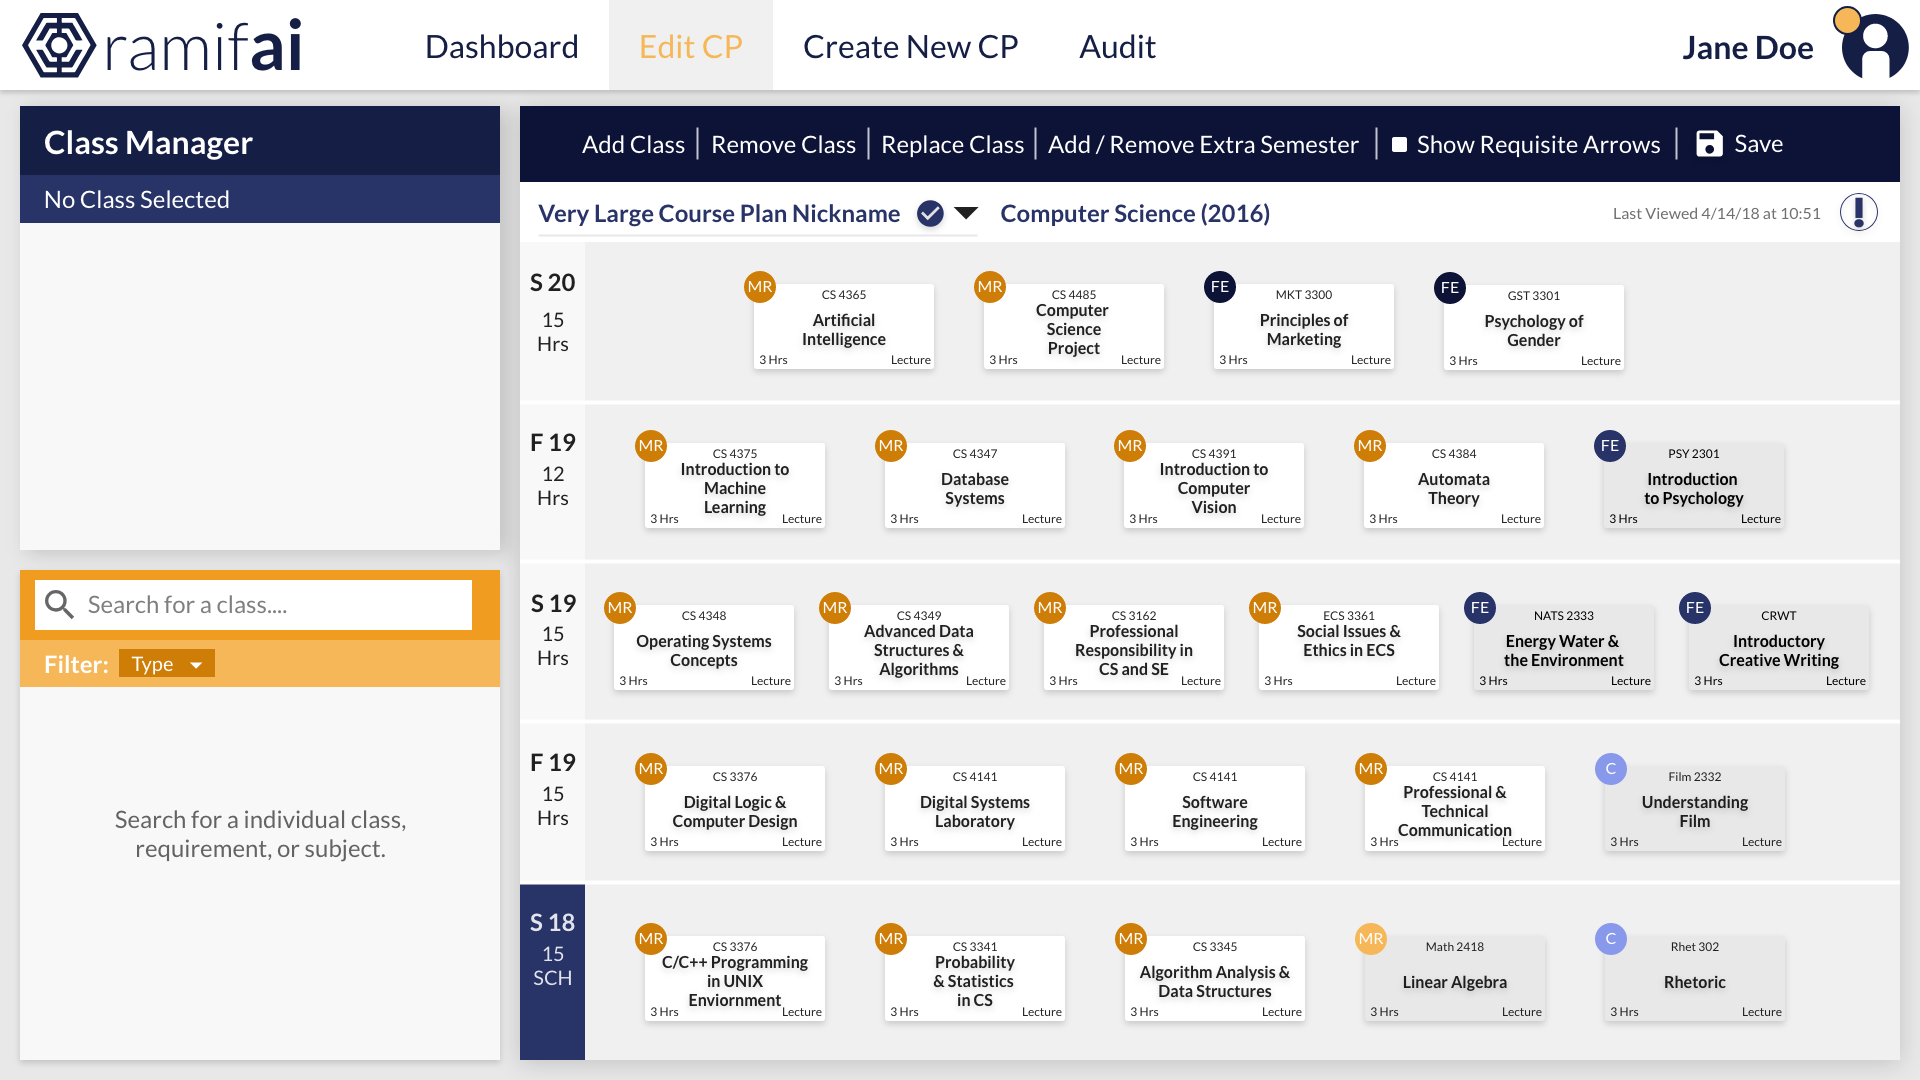 ramifai
Dashboard
Edit CP
Create New CP
Audit
Jane Doe
Class Manager
No Class Selected
Search for a class....
Filter:
Type
Search for a individual class,
requirement, or subject.
Add Class
Remove Class
Replace Class
Add / Remove Extra Semester
Show Requisite Arrows
Save
Very Large Course Plan Nickname
Computer Science (2016)
Last Viewed 4/14/18 at 10:51
S 20
15
Hrs
MR
CS 4365
Artificial
Intelligence
3 Hrs
Lecture
MR
CS 4485
Computer
Science
Project
3 Hrs
Lecture
FE
MKT 3300
Principles of
Marketing
3 Hrs
Lecture
FE
GST 3301
Psychology of
Gender
3 Hrs
Lecture
F 19
12
Hrs
MR
CS 4375
Introduction to
Machine
Learning
3 Hrs
Lecture
MR
CS 4347
Database
Systems
3 Hrs
Lecture
MR
CS 4391
Introduction to
Computer
Vision
3 Hrs
Lecture
MR
CS 4384
Automata
Theory
3 Hrs
Lecture
FE
PSY 2301
Introduction
to Psychology
3 Hrs
Lecture
S 19
15
Hrs
MR
CS 4348
Operating Systems
Concepts
3 Hrs
Lecture
MR
CS 4349
Advanced Data
Structures &
Algorithms
3 Hrs
Lecture
MR
CS 3162
Professional
Responsibility in
CS and SE
3 Hrs
Lecture
MR
ECS 3361
Social Issues &
Ethics in ECS
3 Hrs
Lecture
FE
NATS 2333
Energy Water &
the Environment
3 Hrs
Lecture
FE
CRWT
Introductory
Creative Writing
3 Hrs
Lecture
F 19
15
Hrs
MR
CS 3376
Digital Logic &
Computer Design
3 Hrs
Lecture
MR
CS 4141
Digital Systems
Laboratory
3 Hrs
Lecture
MR
CS 4141
Software
Engineering
3 Hrs
Lecture
MR
CS 4141
Professional &
Technical
Communication
3 Hrs
Lecture
C
Film 2332
Understanding
Film
3 Hrs
Lecture
S 18
15
SCH
MR
CS 3376
C/C++ Programming
in UNIX
Enviornment
3 Hrs
Lecture
MR
CS 3341
Probability
& Statistics
in CS
3 Hrs
Lecture
MR
CS 3345
Algorithm Analysis &
Data Structures
3 Hrs
Lecture
MR
Math 2418
Linear Algebra
3 Hrs
Lecture
C
Rhet 302
Rhetoric
3 Hrs
Lecture